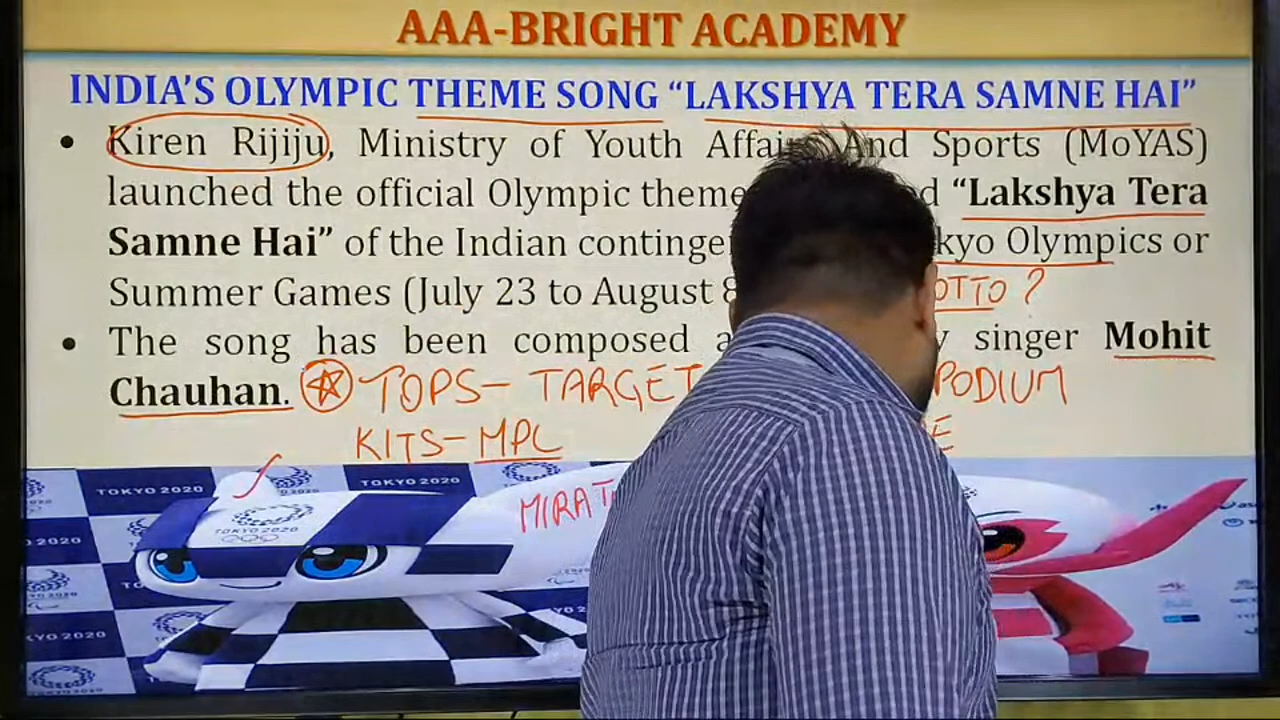 AAA-BRIGHT ACADEMY
INDIA'S OLYMPIC THEME SONG “LAKSHYA TERA SAMNE HAI”
• Kiren Rijiju, Ministry of Youth Affairs And Sports (MoYAS)
launched the official Olympic theme “Lakshya Tera
Samne Hai” of the Indian Olympics or
Summer Games (July 23 to August OTTO ?
• The song has been composed singer Mohit
Chauhan. TOPS- TARGET PODIUM
KITS- MPL
TOKYO 2020
TOKYO 2020
MIRAT
TOKYO 2020
2020
KYO 2020